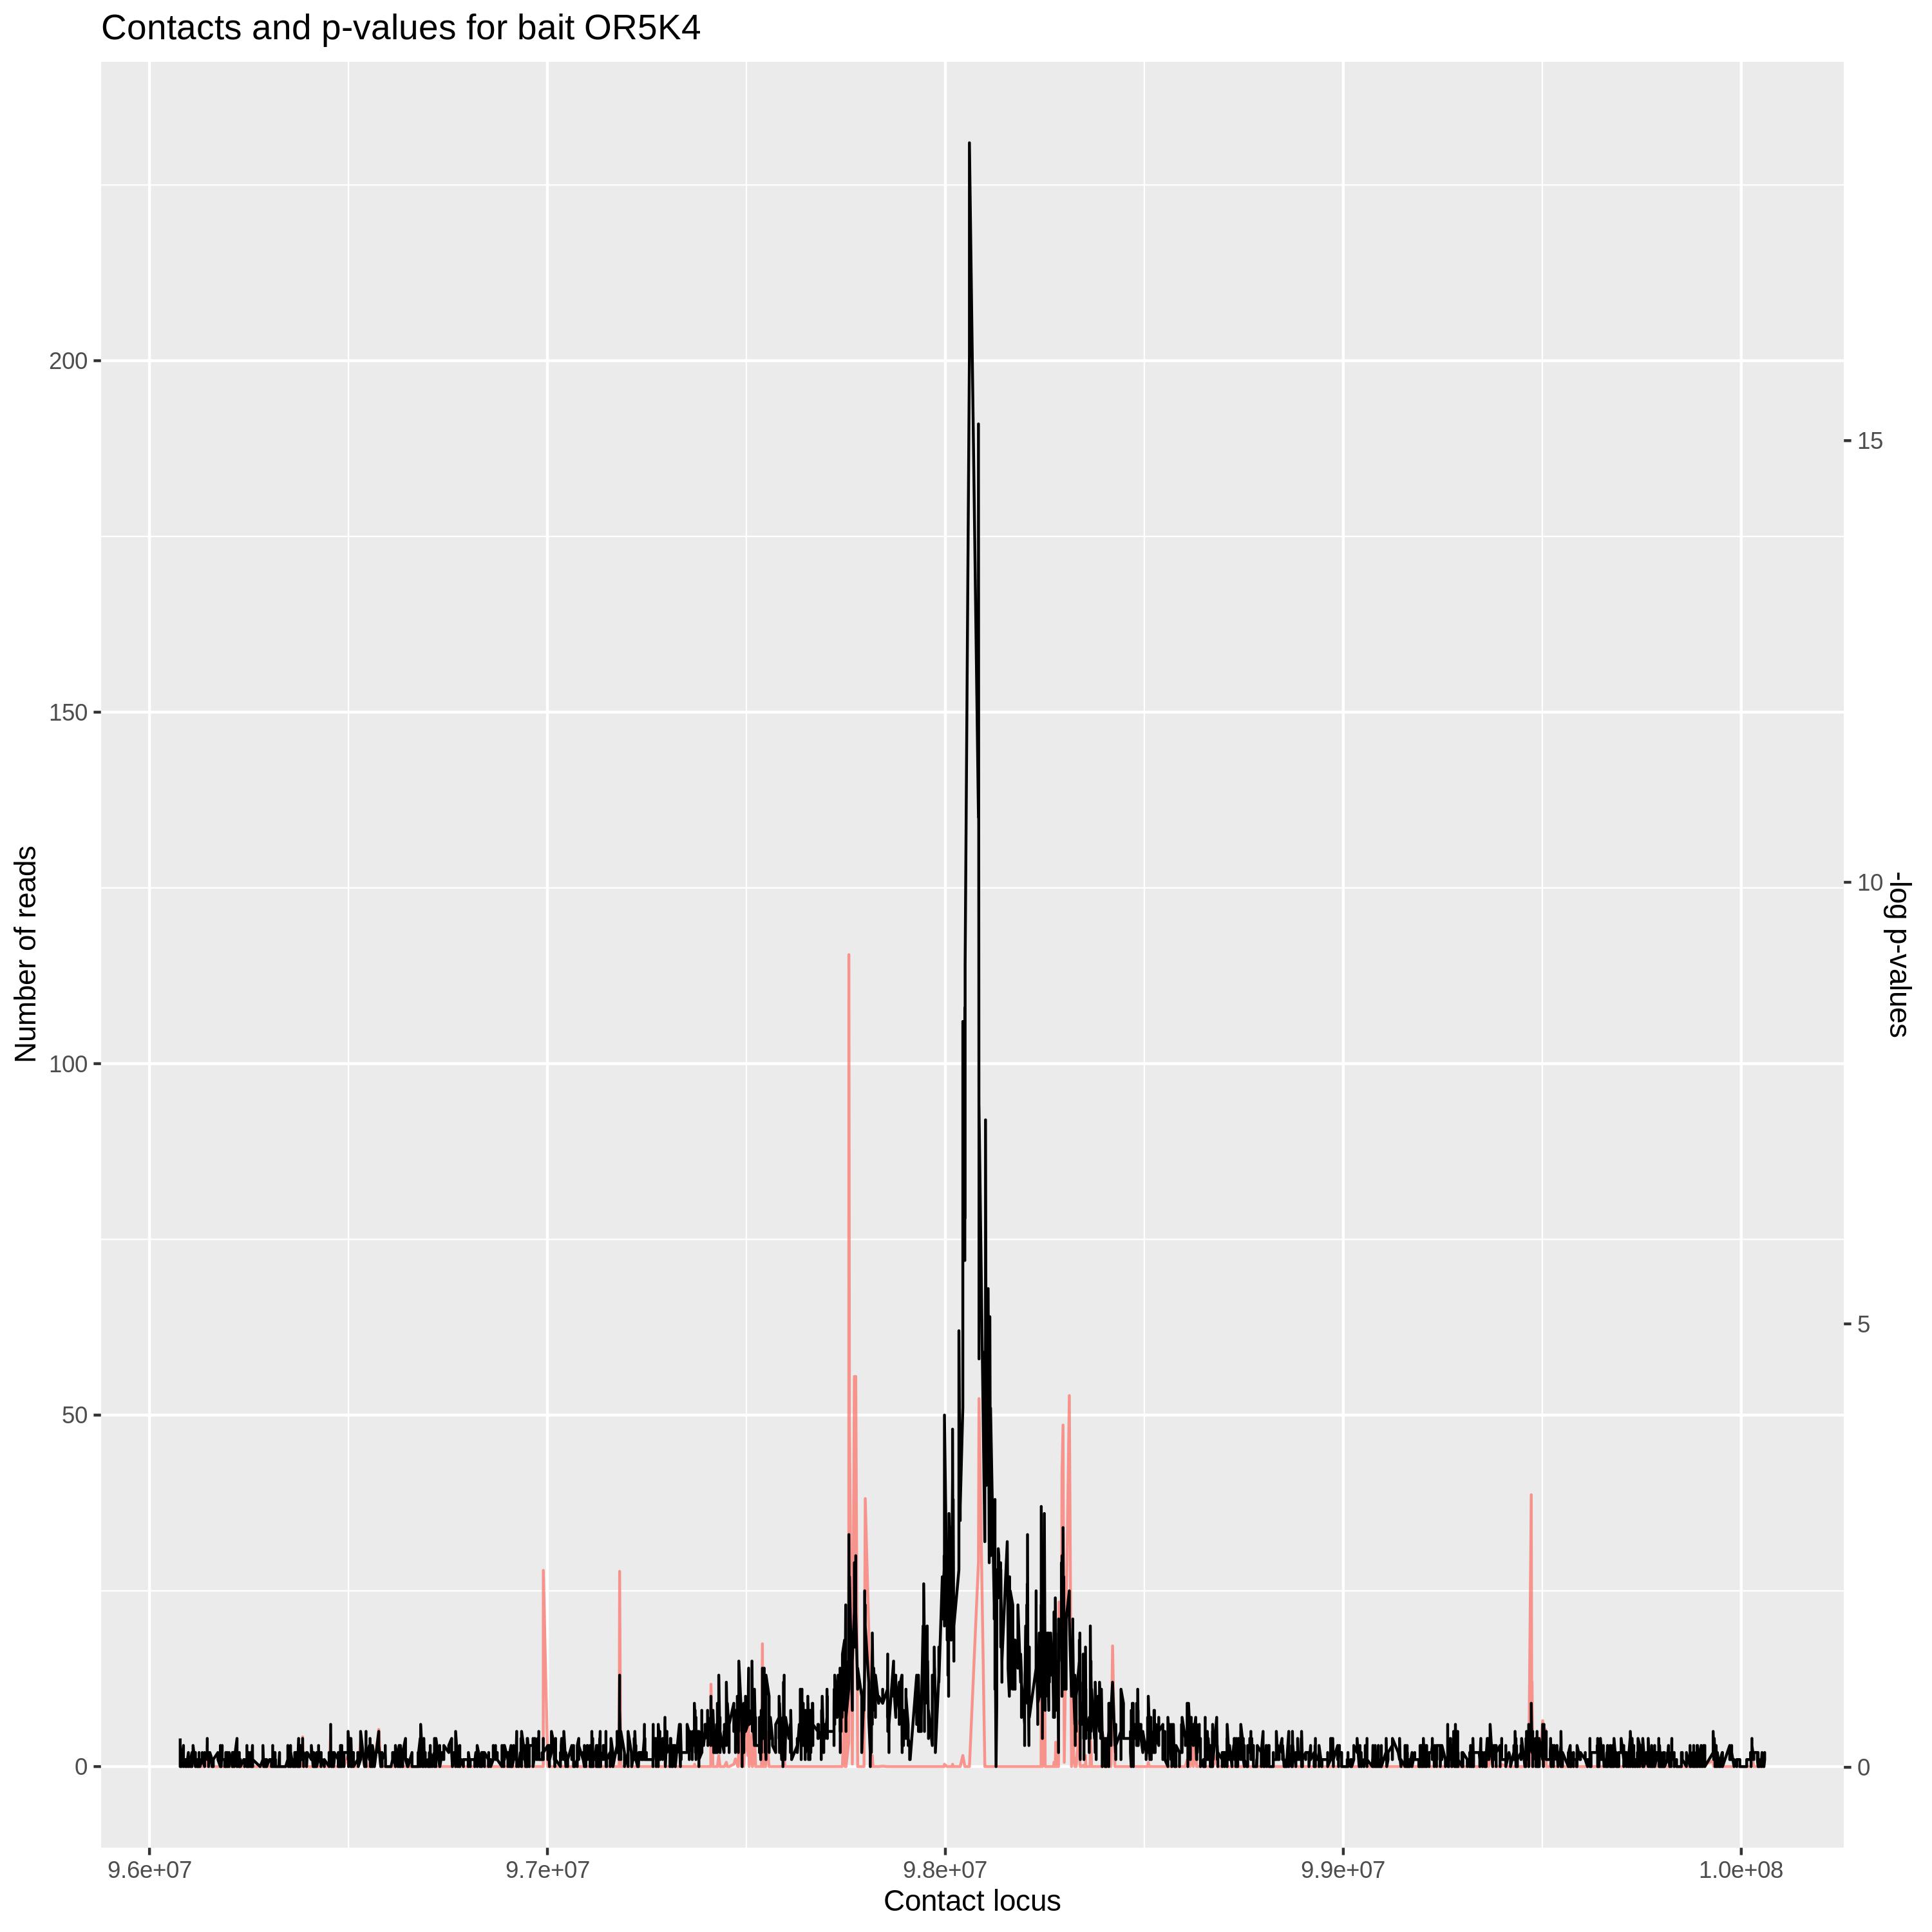 Contacts and p-values for bait OR5K4
200
150
100
50
0
Number of reads
15
10
5
0
-log p-values
9.6e+07
9.7e+07
9.8e+07
9.9e+07
1.0e+08
Contact locus